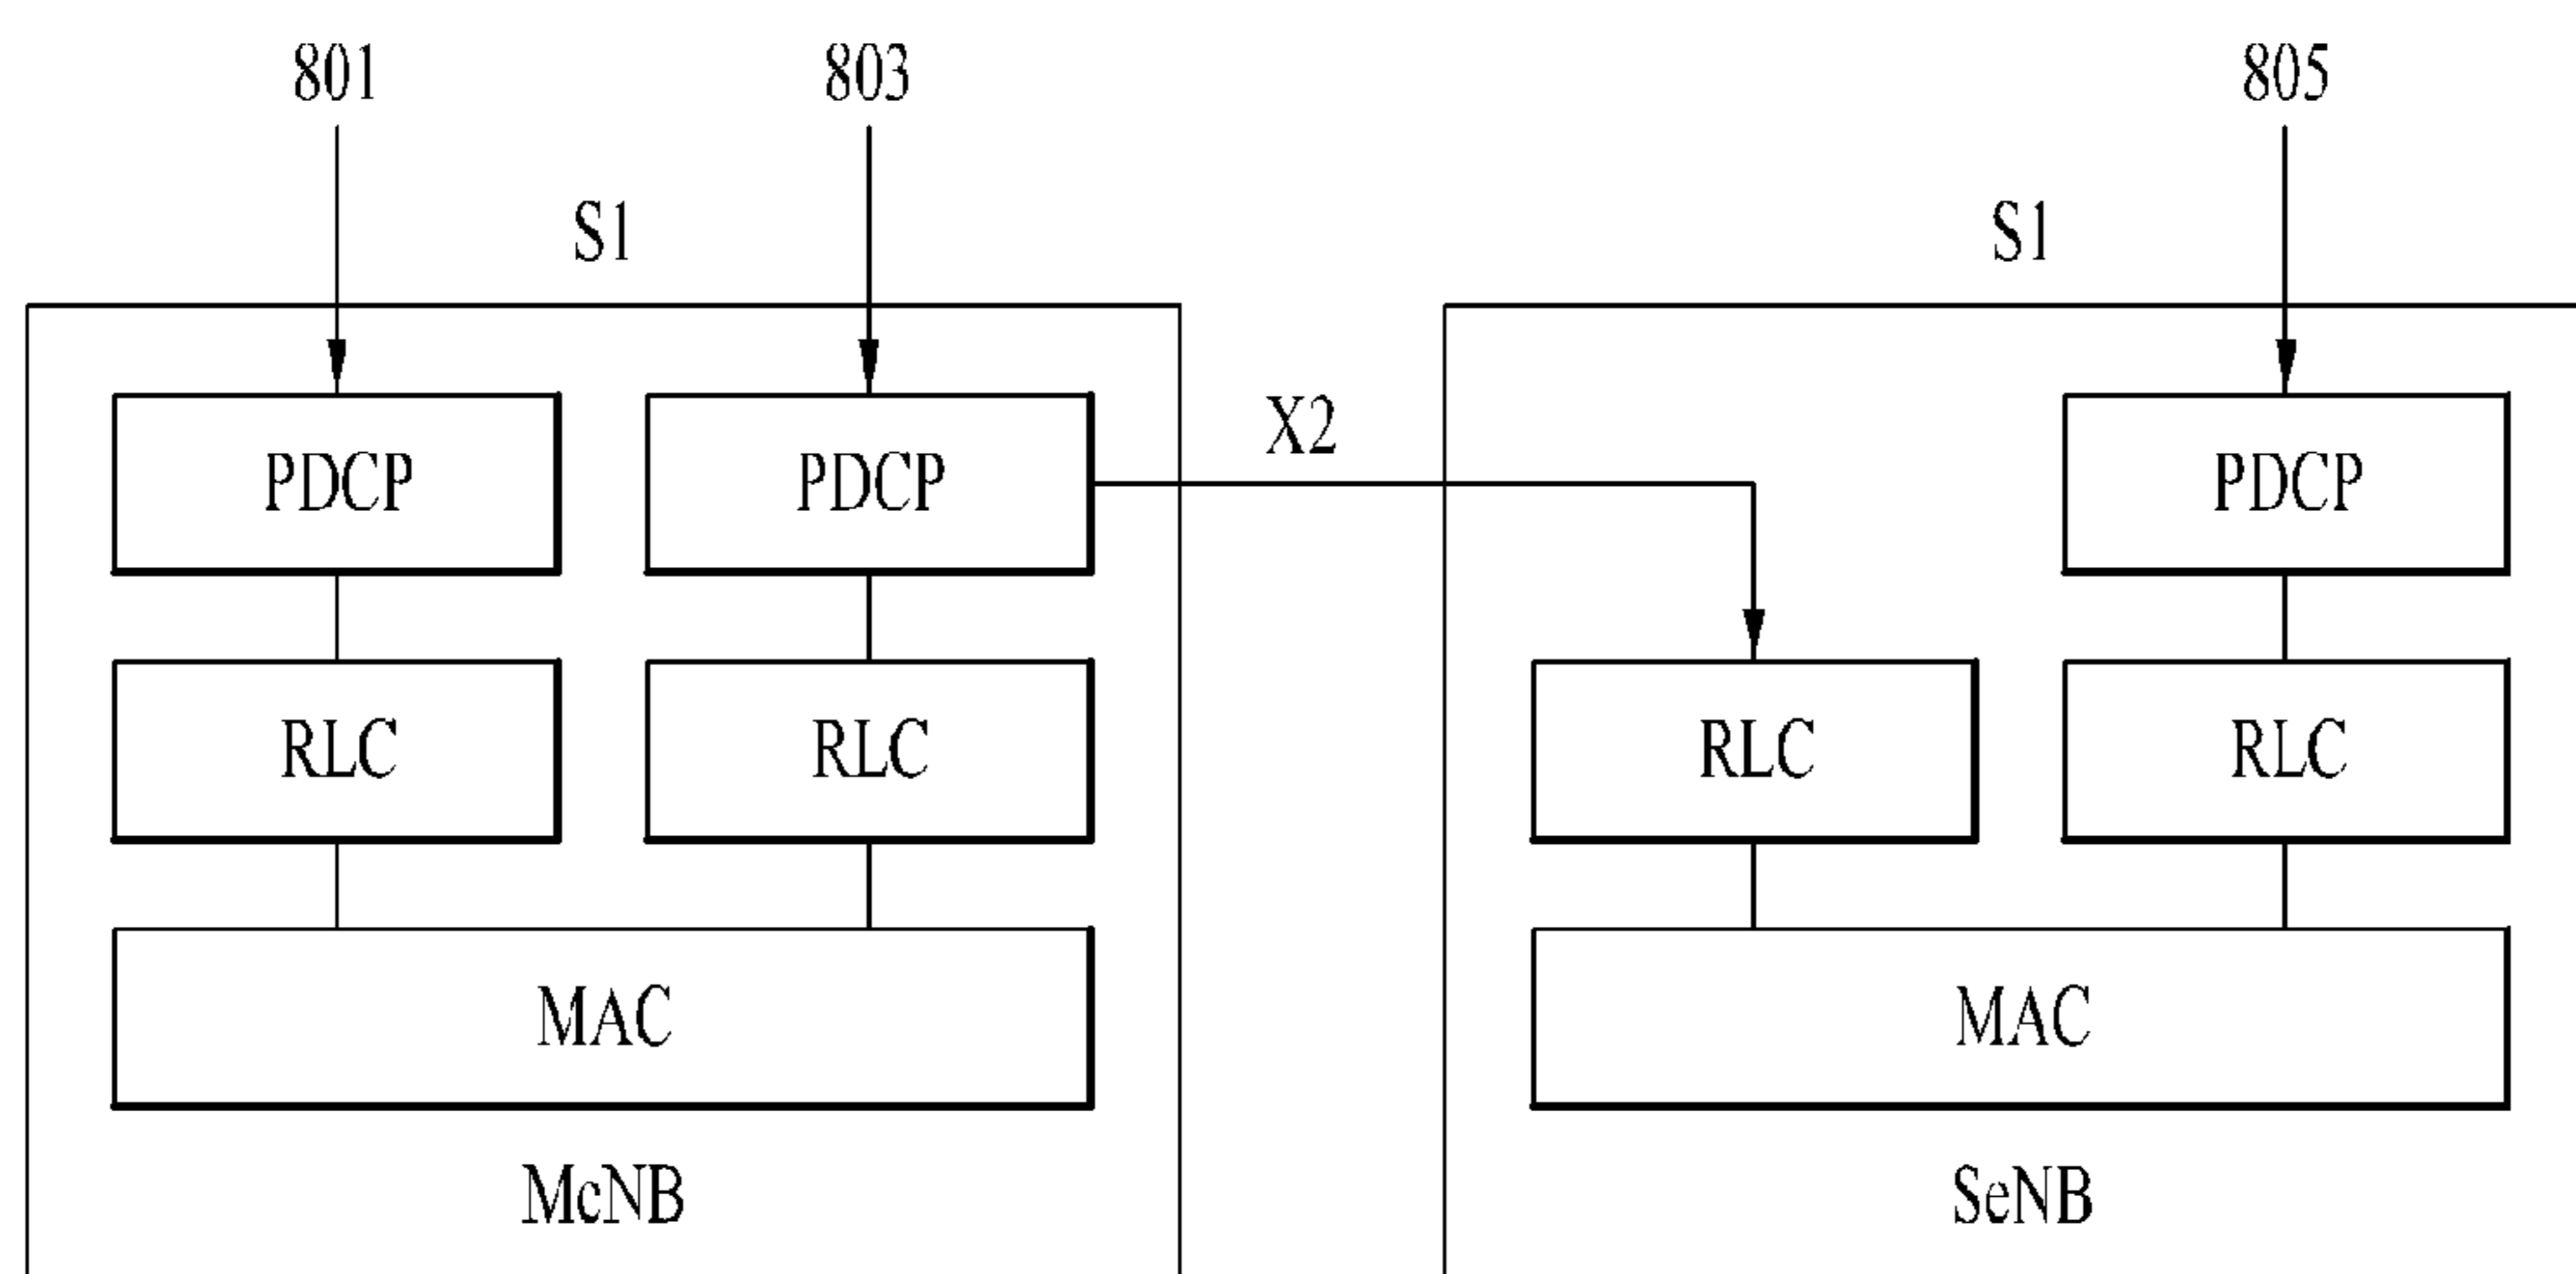 801 803 805
S1 S1
X2
PDCP PDCP PDCP
RLC RLC RLC RLC
MAC MAC
McNB SeNB